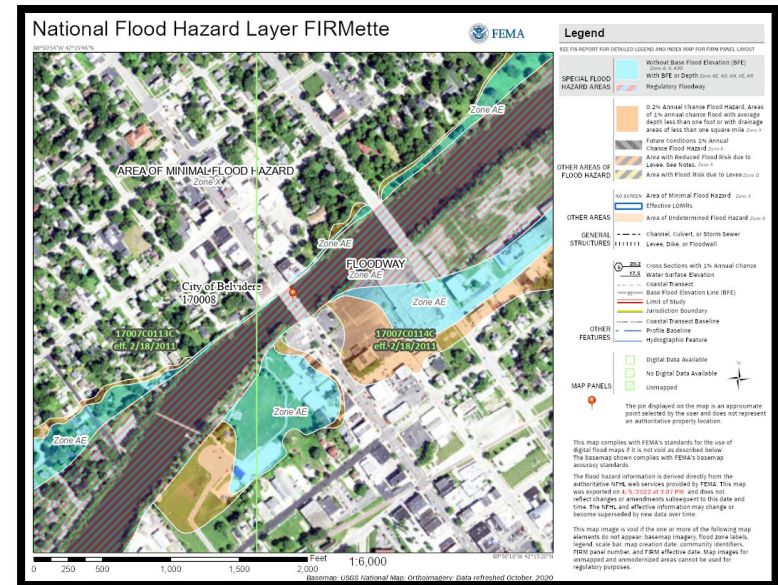 National Flood Hazard Layer FIRMette
FEMA
Legend
88°50'54"W 42°15'46"N
SEE FIS REPORT FOR DETAILED LEGEND AND INDEX MAP FOR FIRM PANEL LAYOUT
SPECIAL FLOOD
HAZARD AREAS
Without Base Flood Elevation (BFE)
Zone A, V, A99
With BFE or Depth Zone AE, AO, AH, VE, AR
Regulatory Floodway
OTHER AREAS OF
FLOOD HAZARD
0.2% Annual Chance Flood Hazard, Areas
of 1% annual chance flood with average
depth less than one foot or with drainage
areas of less than one square mile Zone X
Future Conditions 1% Annual
Chance Flood Hazard Zone X
Area with Reduced Flood Risk due to
Levee. See Notes. Zone X
Area with Flood Risk due to Levee Zone D
OTHER AREAS
NO SCREEN Area of Minimal Flood Hazard Zone X
Effective LOMRs
Area of Undetermined Flood Hazard Zone D
GENERAL
STRUCTURES
Channel, Culvert, or Storm Sewer
Levee, Dike, or Floodwall
OTHER
FEATURES
20.2 Cross Sections with 1% Annual Chance
17.5 Water Surface Elevation
Coastal Transect
Base Flood Elevation Line (BFE)
Limit of Study
Jurisdiction Boundary
Coastal Transect Baseline
Profile Baseline
Hydrographic Feature
MAP PANELS
Digital Data Available
No Digital Data Available
Unmapped
N
The pin displayed on the map is an approximate
point selected by the user and does not represent
an authoritative property location.
This map complies with FEMA's standards for the use of
digital flood maps if it is not void as described below.
The basemap shown complies with FEMA's basemap
accuracy standards
The flood hazard information is derived directly from the
authoritative NFHL web services provided by FEMA. This map
was exported on 4/5/2022 at 3:07 PM and does not
reflect changes or amendments subsequent to this date and
time. The NFHL and effective information may change or
become superseded by new data over time.
This map image is void if the one or more of the following map
elements do not appear: basemap imagery, flood zone labels,
legend, scale bar, map creation date, community identifiers,
FIRM panel number, and FIRM effective date. Map images for
unmapped and unmodernized areas cannot be used for
regulatory purposes.
Zone AE
AREA OF MINIMAL FLOOD HAZARD
Zone X
Zone AE
FLOODWAY
Zone AE
City of Belvidere
170008
Zone AE
17007C0113C
eff. 2/18/2011
17007C0114C
eff. 2/18/2011
Zone AE
Zone AE
0 250 500 1,000 1,500 2,000
Feet
1:6,000
88°50'16"W 42°15'20"N
Basemap: USGS National Map: Orthoimagery: Data refreshed October, 2020